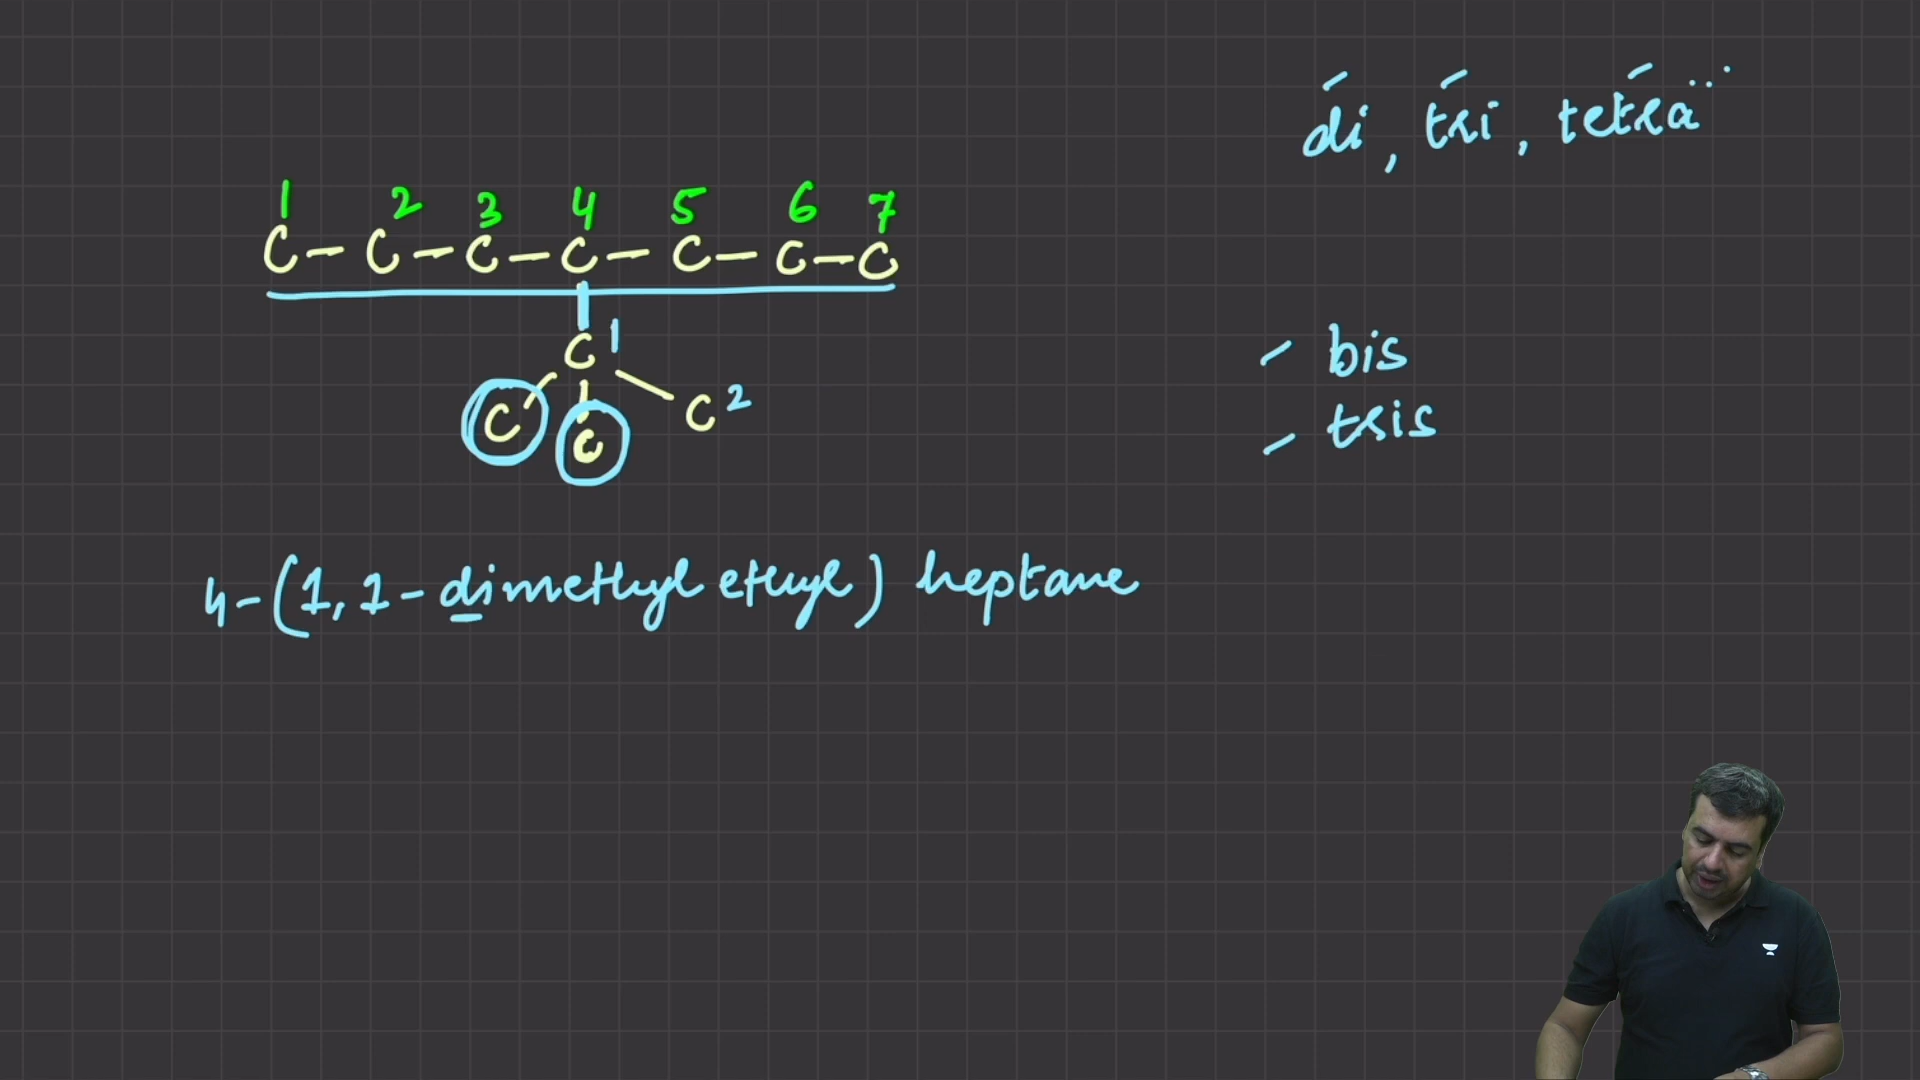 di, tri, tetra...
1 2 3 4 5 6 7
C-C-C-C-C-C-C
C 1
C C C 2
bis
tris
4-(1,1-dimethyl ethyl) heptane